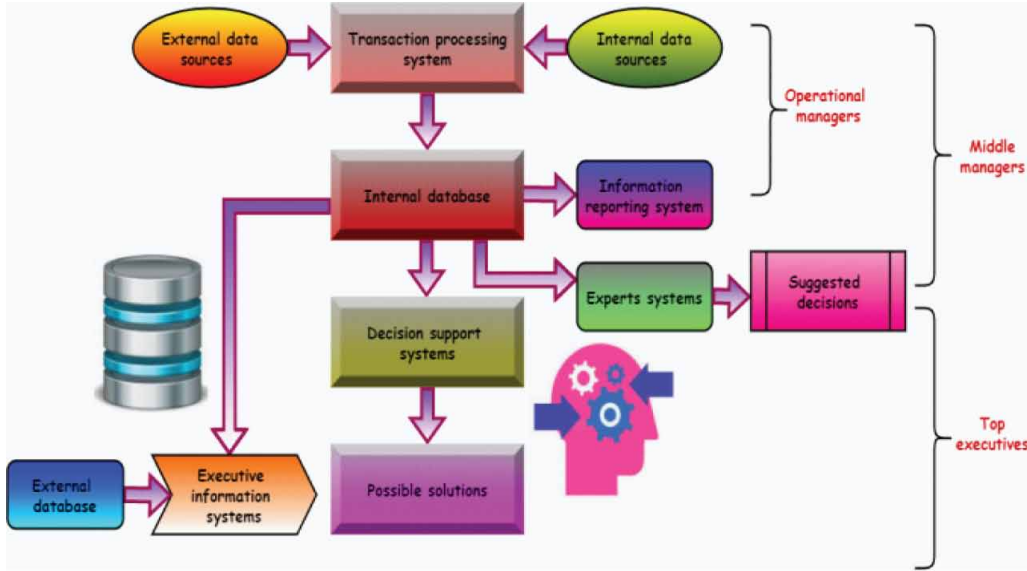 External data
sources
Transaction processing
system
Internal data
sources
Operational
managers
Middle
managers
Internal database
Information
reporting system
Experts systems
Suggested
decisions
Decision support
systems
Top
executives
External
database
Executive
information
systems
Possible solutions